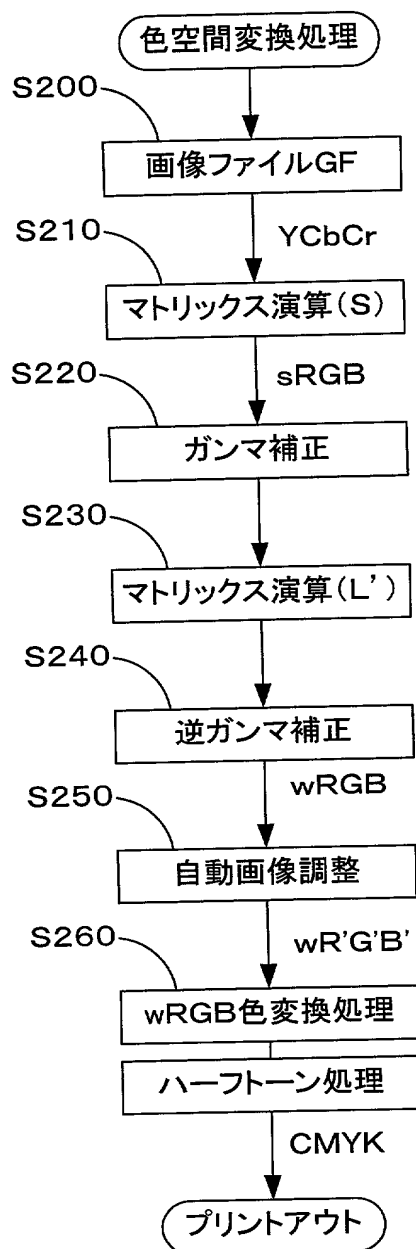 色空間変換処理
S200
画像ファイルGF
S210
YCbCr
マトリックス演算(S)
S220
sRGB
ガンマ補正
S230
マトリックス演算(L')
S240
逆ガンマ補正
wRGB
S250
自動画像調整
S260
wR'G'B'
wRGB色変換処理
ハーフトーン処理
CMYK
プリントアウト